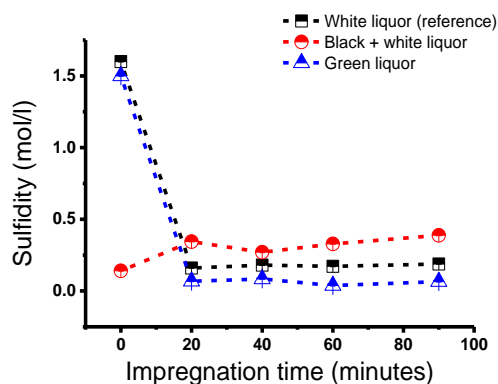 White liquor (reference)
Black + white liquor
Green liquor
Sulfidity (mol/l)
1.5
1.0
0.5
0.0
0 20 40 60 80 100
Impregnation time (minutes)